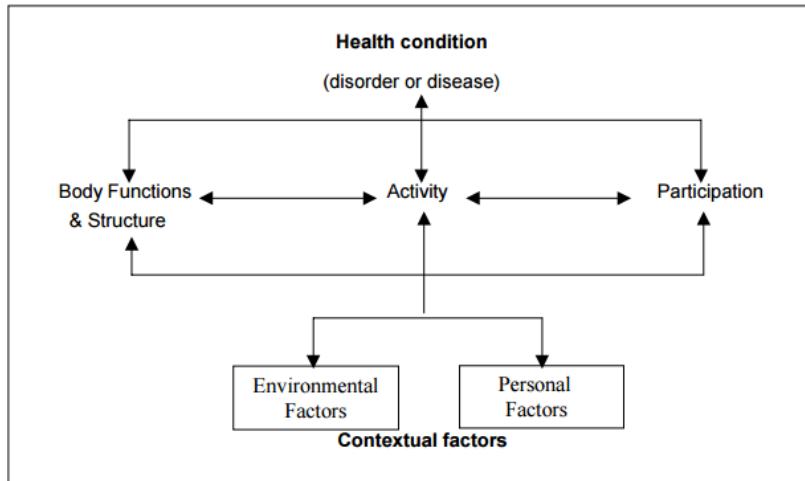 Health condition
(disorder or disease)
Body Functions Activity Participation
& Structure
Environmental Personal
Factors Factors
Contextual factors